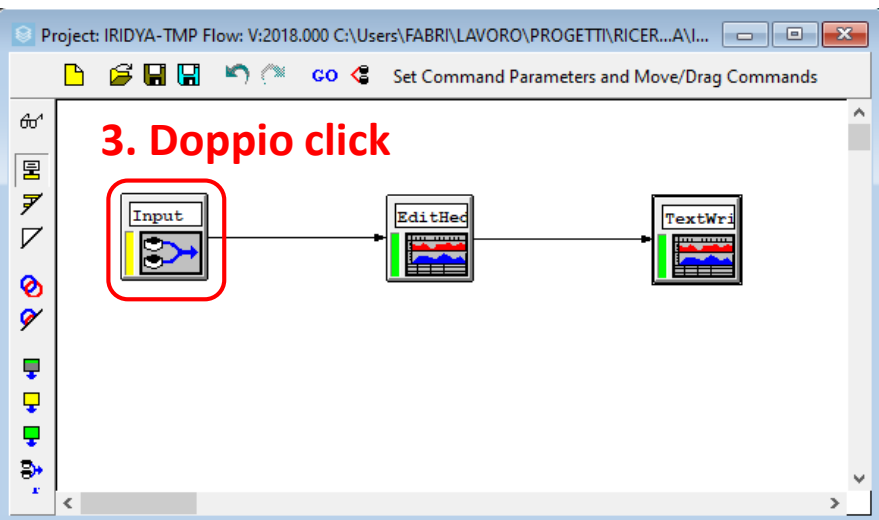 Project: IRIDYA-TMP Flow: V:2018.000 C:\Users\FABRI\LAVORO\PROGETTI\RICER...A\I...
GO Set Command Parameters and Move/Drag Commands
3. Doppio click
Input EditHed TextWri